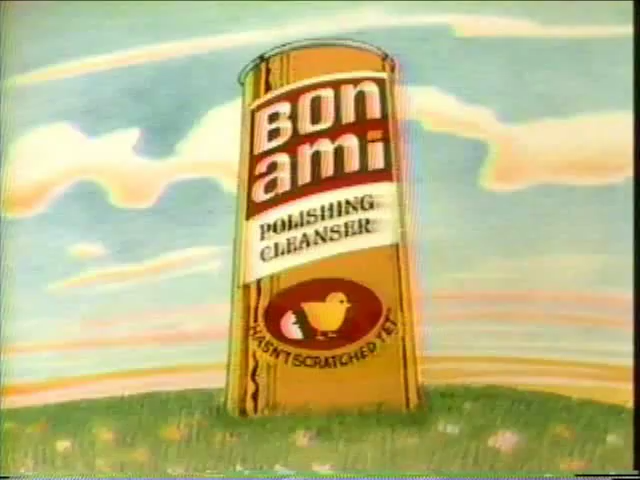 Bon
ami
POLISHING
CLEANSER
"HASN'T SCRATCHED YET"